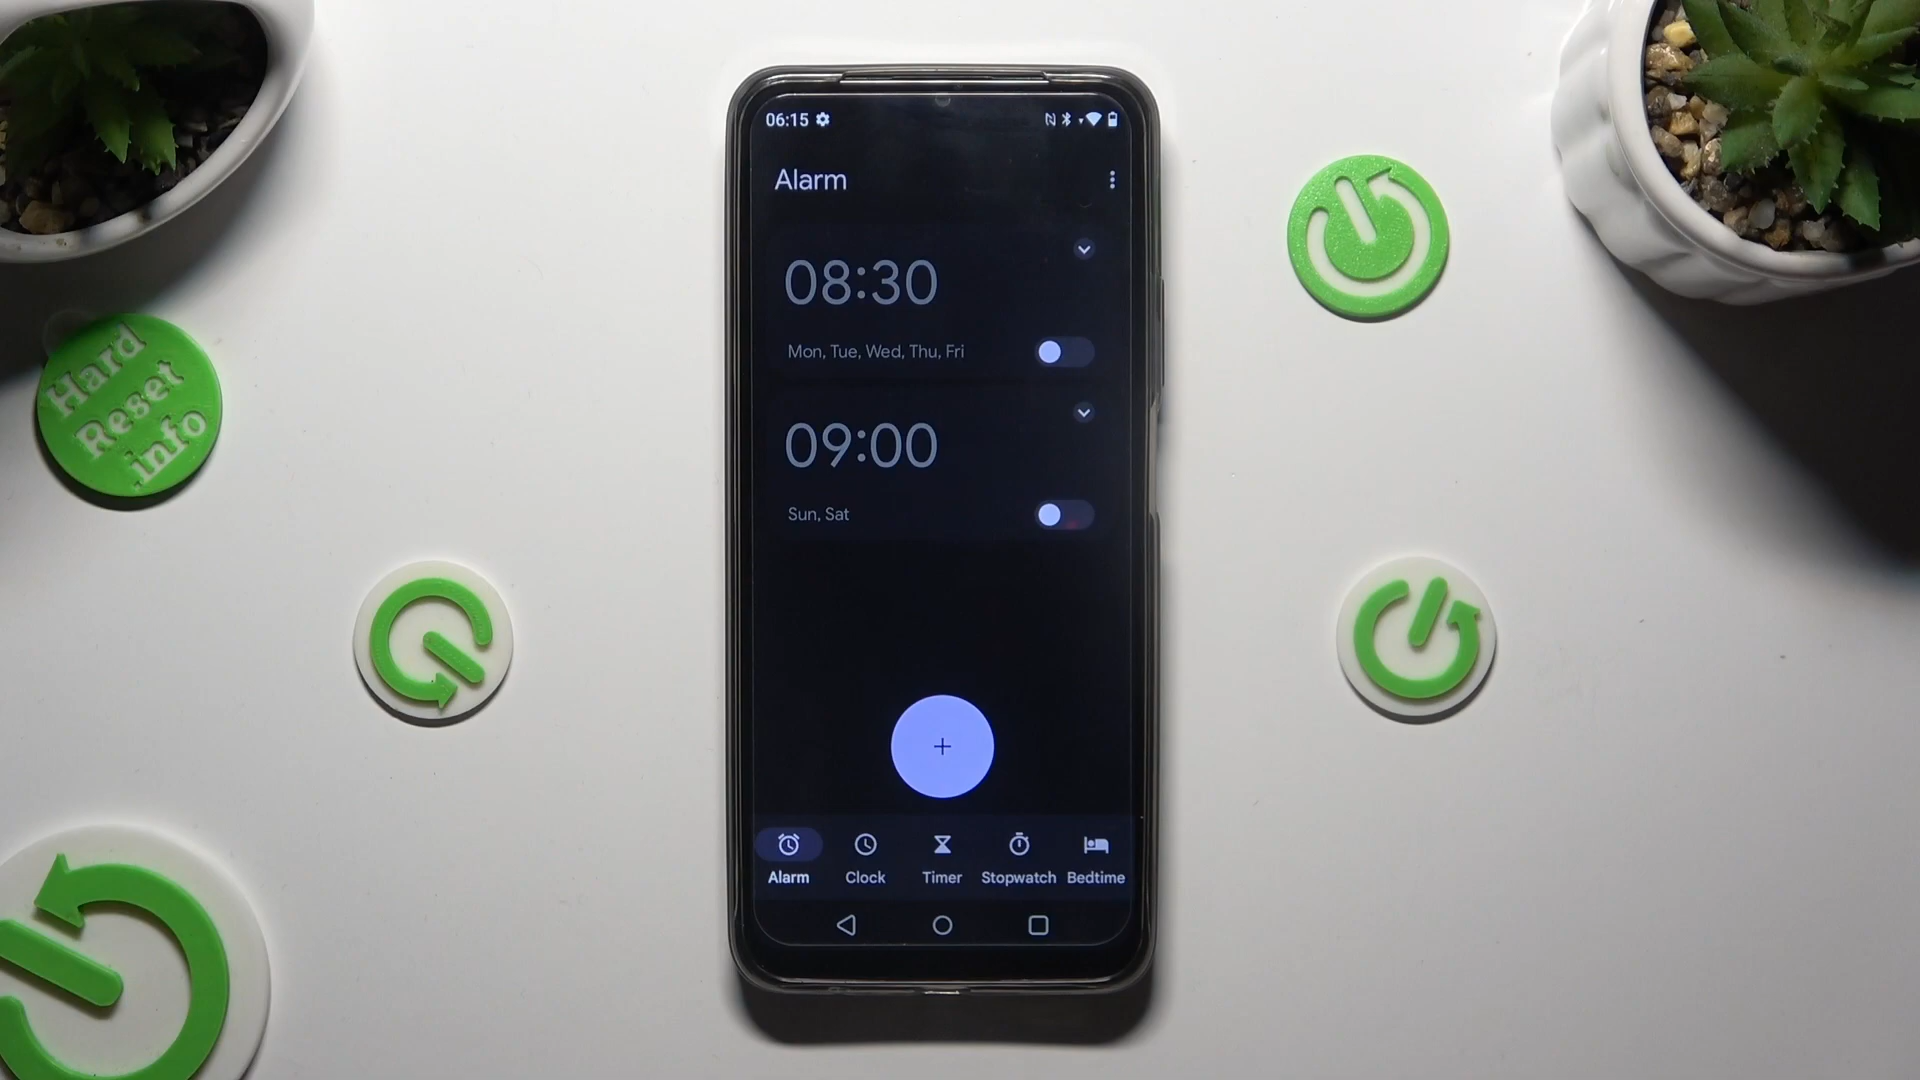 06:15
Alarm
08:30
Mon, Tue, Wed, Thu, Fri
09:00
Sun, Sat
+
Alarm Clock Timer Stopwatch Bedtime
Hard
Reset
.info